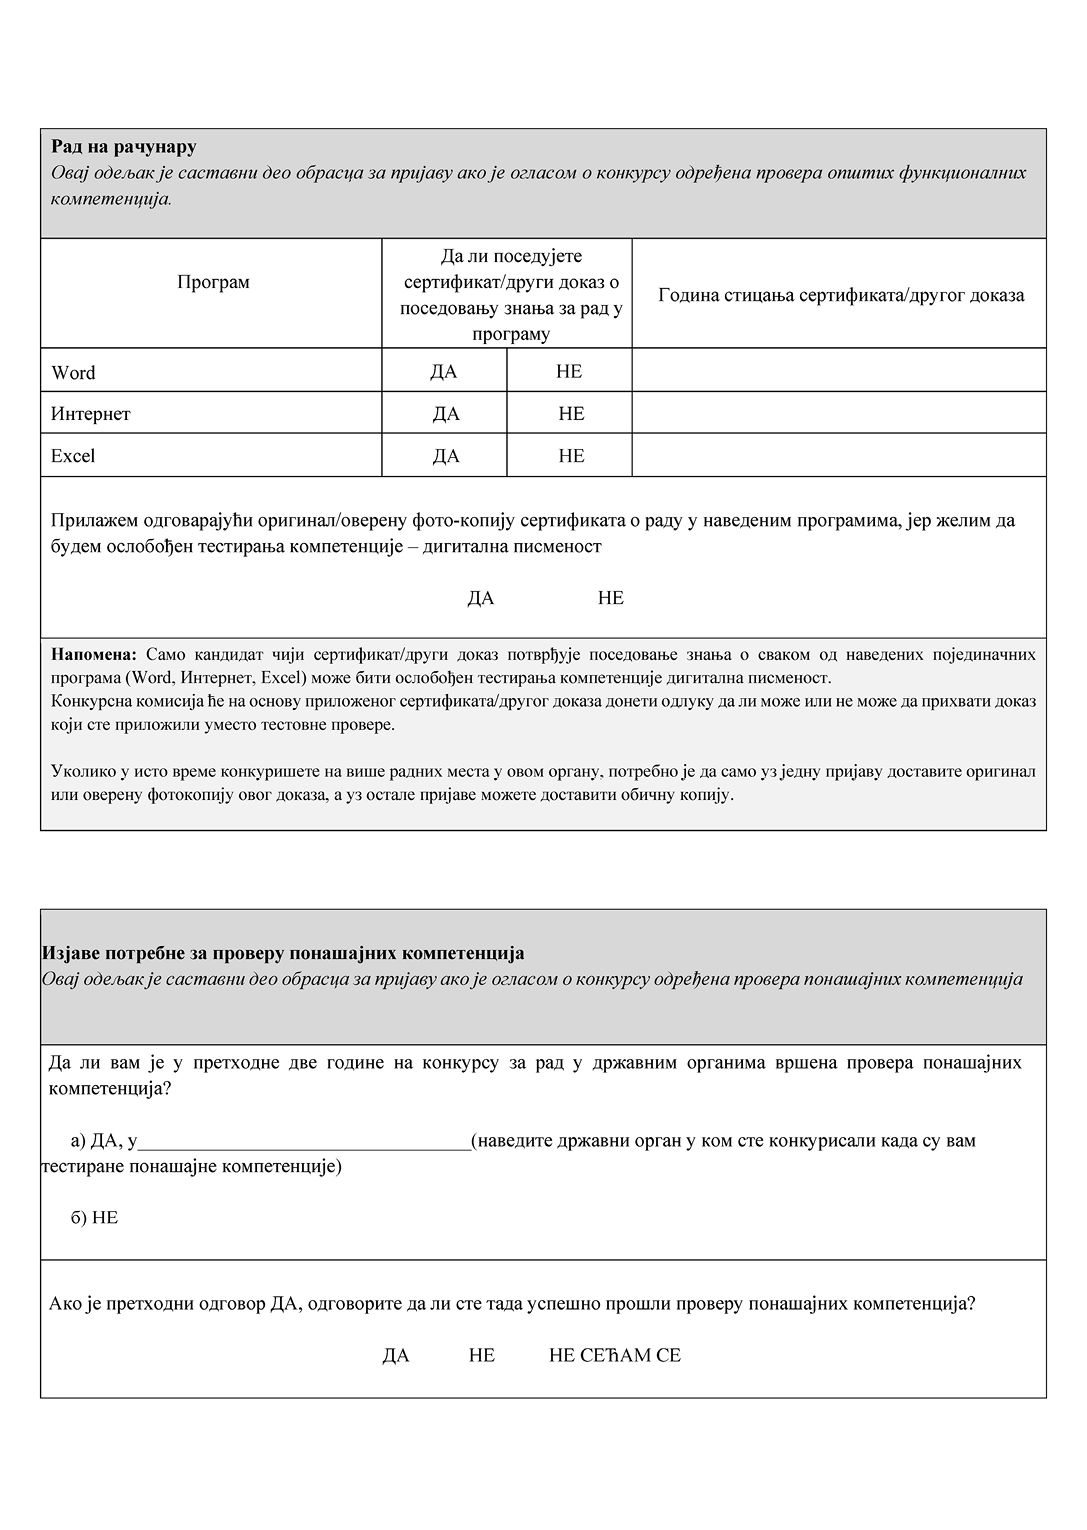 Рад на рачунару
Овај одељак је саставни део обрасца за пријаву ако је огласом о конкурсу одређена провера општих функционалних
компетенција.
Програм
Да ли поседујете
сертификат/други доказ о
поседовању знања за рад у
програму
Година стицања сертификата/другог доказа
Word ДА НЕ
Интернет ДА НЕ
Excel ДА НЕ
Прилажем одговарајући оригинал/оверену фото-копију сертификата о раду у наведеним програмима, јер желим да
будем ослобођен тестирања компетенције – дигитална писменост
ДА НЕ
Напомена: Само кандидат чији сертификат/други доказ потврђује поседовање знања о сваком од наведених појединачних
програма (Word, Интернет, Excel) може бити ослобођен тестирања компетенције дигитална писменост.
Конкурсна комисија ће на основу приложеног сертификата/другог доказа донети одлуку да ли може или не може да прихвати доказ
који сте приложили уместо тестовне провере.
Уколико у исто време конкуришете на више радних места у овом органу, потребно је да само уз једну пријаву доставите оригинал
или оверену фотокопију овог доказа, а уз остале пријаве можете доставити обичну копију.
Изјаве потребне за проверу понашајних компетенција
Овај одељак је саставни део обрасца за пријаву ако је огласом о конкурсу одређена провера понашајних компетенција
Да ли вам је у претходне две године на конкурсу за рад у државним органима вршена провера понашајних
компетенција?
а) ДА, у__________________________________(наведите државни орган у ком сте конкурисали када су вам
тестиране понашајне компетенције)
б) НЕ
Ако је претходни одговор ДА, одговорите да ли сте тада успешно прошли проверу понашајних компетенција?
ДА НЕ НЕ СЕЋАМ СЕ